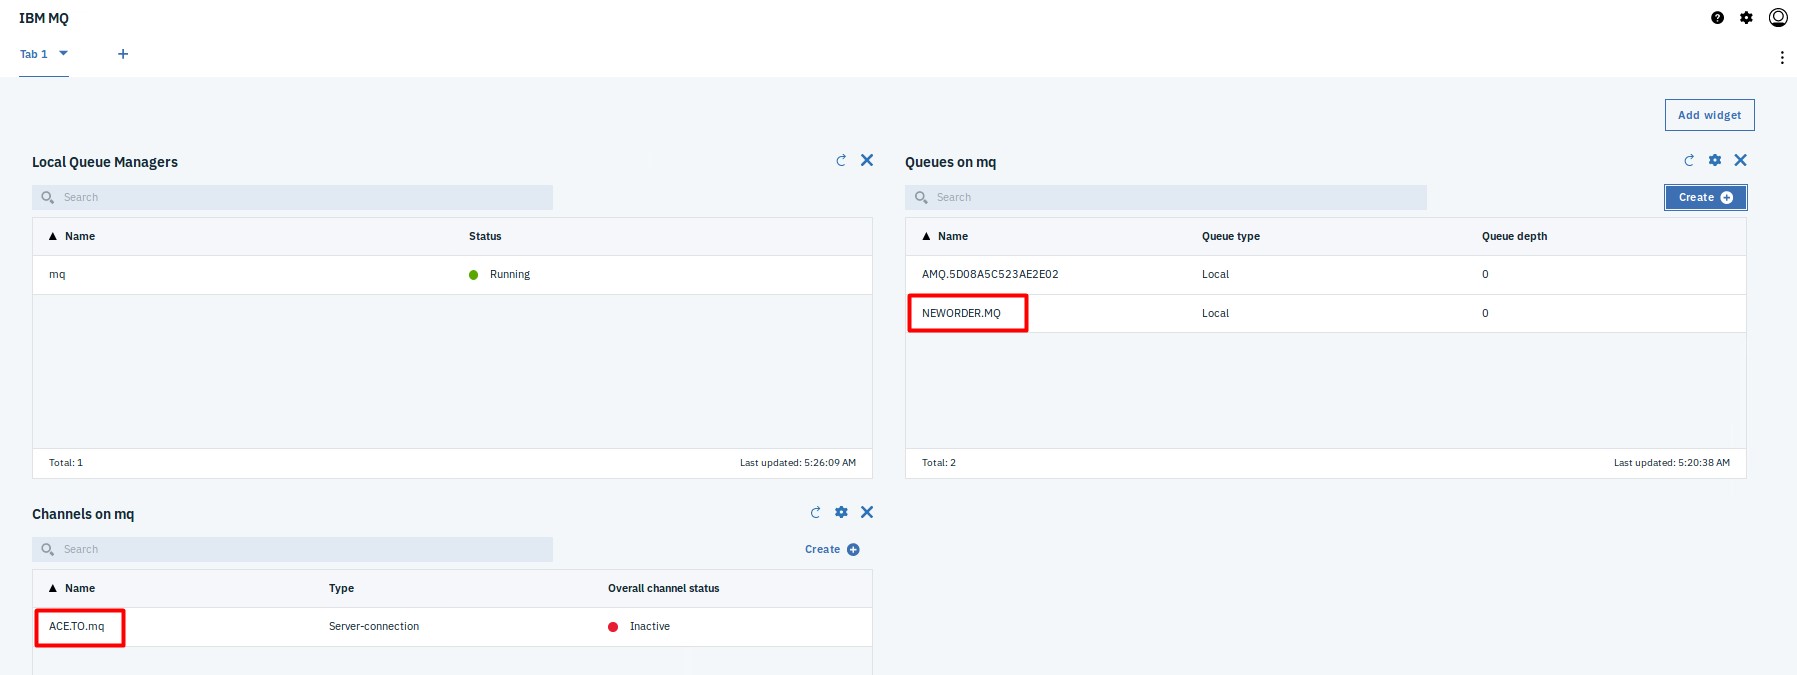 IBM MQ
Tab 1
Add widget
Local Queue Managers
Search
Name Status
mq Running
Total: 1 Last updated: 5:26:09 AM
Queues on mq
Search Create
Name Queue type Queue depth
AMQ.5D08A5C523AE2E02 Local 0
NEWORDER.MQ Local 0
Total: 2 Last updated: 5:20:38 AM
Channels on mq
Search Create
Name Type Overall channel status
ACE.TO.mq Server-connection Inactive